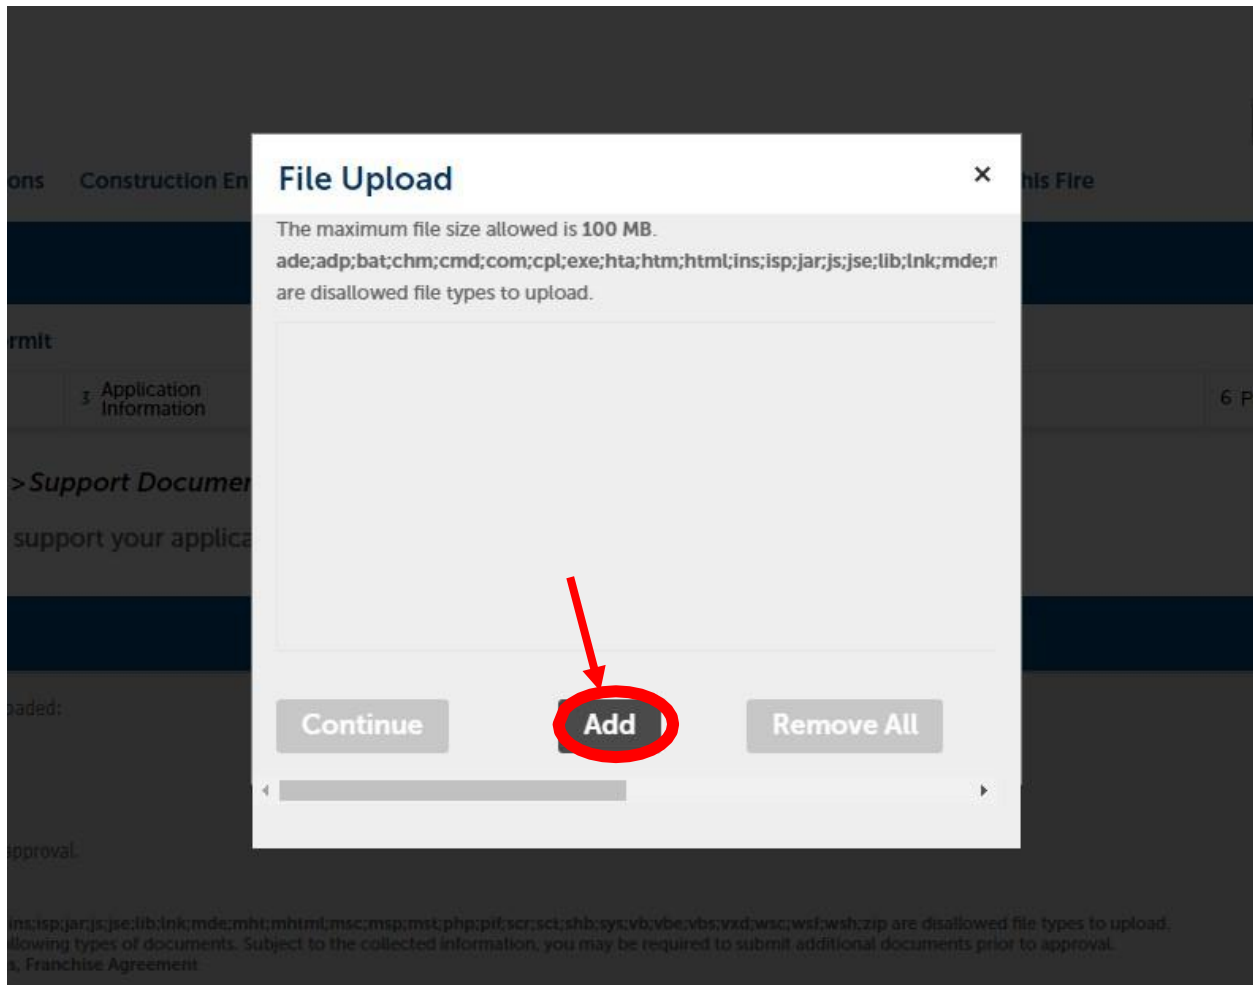 ons Construction En
his Fire
File Upload
×
The maximum file size allowed is 100 MB.
ade;adp;bat;chm;cmd;com;cpl;exe;hta;htm;html;ins;isp;jar;js;jse;lib;lnk;mde;m
are disallowed file types to upload.
rmit
3 Application
Information
6 P
>Support Documen
support your applica
Continue
Add
Remove All
oaded:
approval.
ins;isp;jar;js;jse;lib;lnk;mde;mht;mhtml;msc;msp;mst;php;pif;scr;sct;shb;sys;vb;vbe;vbs;vxd;wsc;wsf;wsh;zip are disallowed file types to upload.
llowing types of documents. Subject to the collected information, you may be required to submit additional documents prior to approval.
s, Franchise Agreement